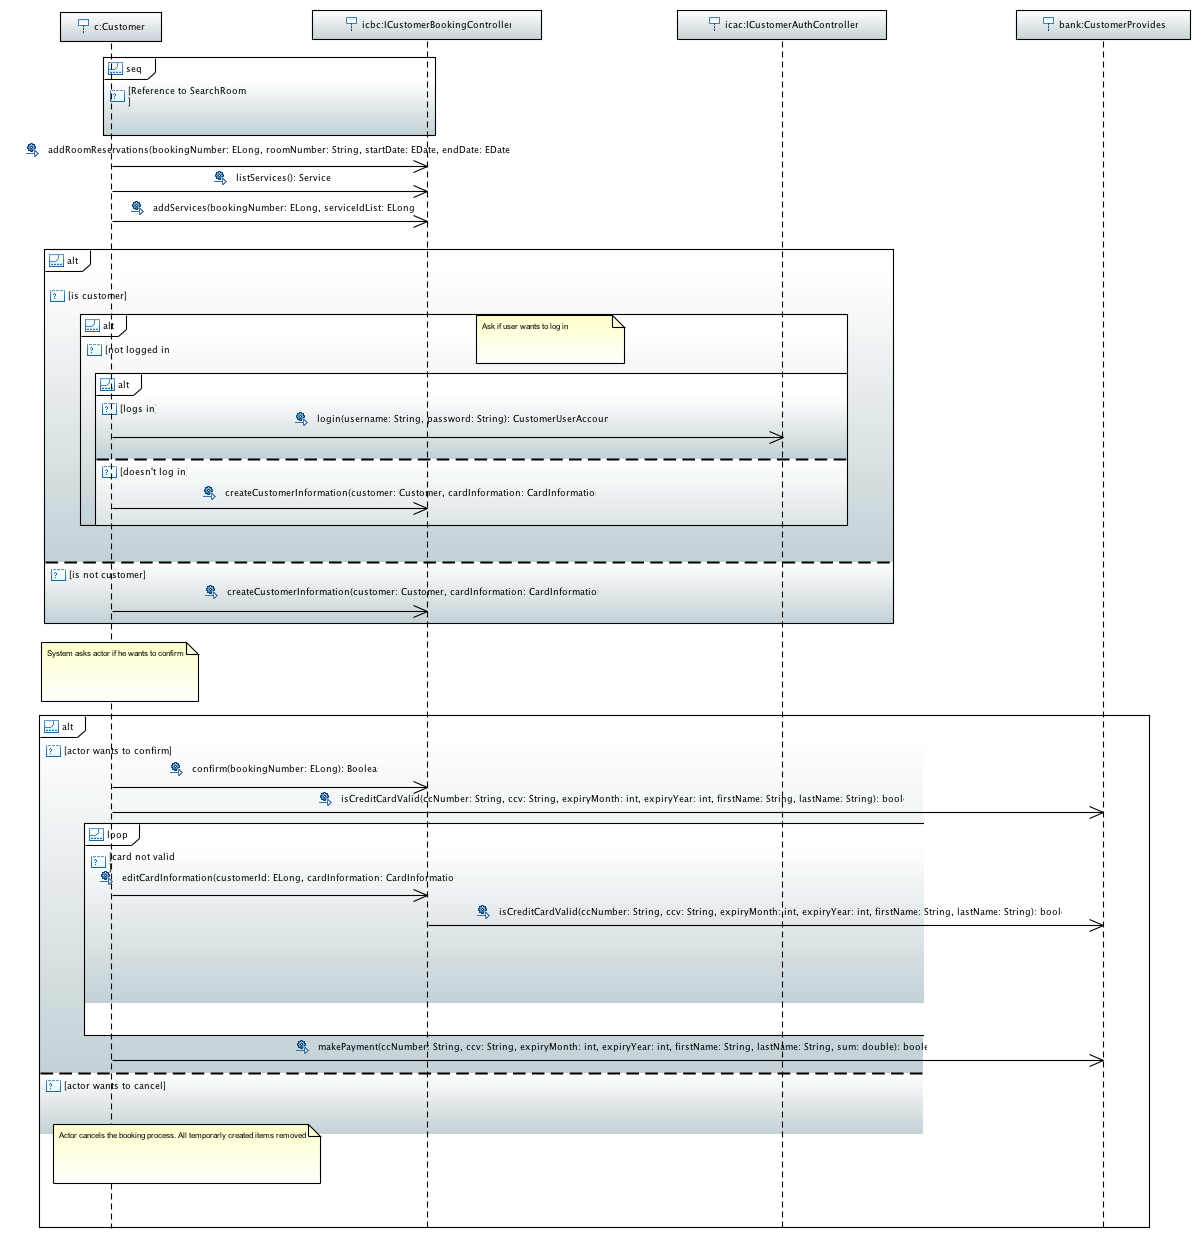 c:Customer
icbc:ICustomerBookingController
icac:ICustomerAuthController
bank:CustomerProvides
seq
[Reference to SearchRoom
]
addRoomReservations(bookingNumber: ELong, roomNumber: String, startDate: EDate, endDate: EDate
listServices(): Service
addServices(bookingNumber: ELong, serviceIdList: ELong
alt
[is customer]
alt
Ask if user wants to log in
[not logged in
alt
[logs in]
login(username: String, password: String): CustomerUserAccoun
[doesn't log in]
createCustomerInformation(customer: Customer, cardInformation: CardInformatio
[is not customer]
createCustomerInformation(customer: Customer, cardInformation: CardInformatio
System asks actor if he wants to confirm
alt
[actor wants to confirm]
confirm(bookingNumber: ELong): Boolea
isCreditCardValid(ccNumber: String, ccv: String, expiryMonth: int, expiryYear: int, firstName: String, lastName: String): boole
loop
[card not valid
]
editCardInformation(customerId: ELong, cardInformation: CardInformatio
isCreditCardValid(ccNumber: String, ccv: String, expiryMonth: int, expiryYear: int, firstName: String, lastName: String): boole
makePayment(ccNumber: String, ccv: String, expiryMonth: int, expiryYear: int, firstName: String, lastName: String, sum: double): boole
[actor wants to cancel]
Actor cancels the booking process. All temporarly created items removed